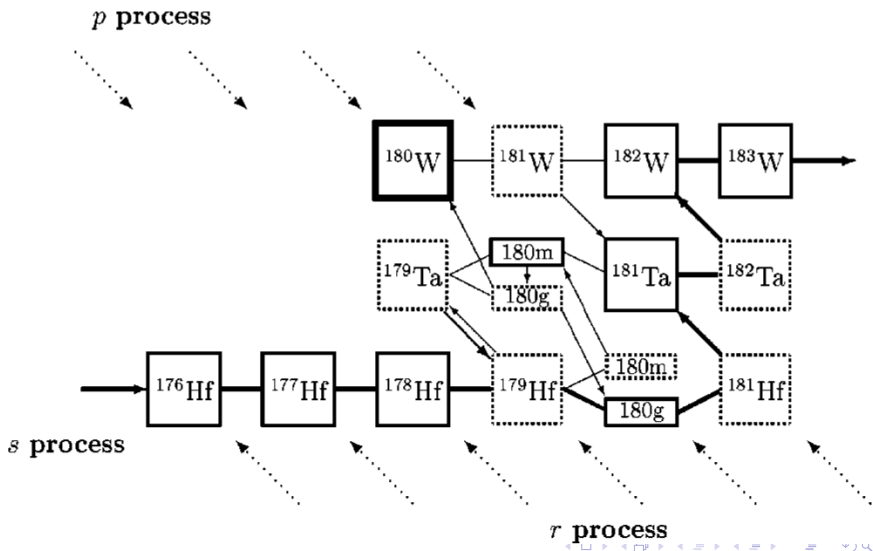 p process
¹⁸⁰W ¹⁸¹W ¹⁸²W ¹⁸³W
¹⁷⁹Ta 180m ¹⁸¹Ta ¹⁸²Ta
180g
¹⁷⁶Hf ¹⁷⁷Hf ¹⁷⁸Hf ¹⁷⁹Hf 180m ¹⁸¹Hf
180g
s process
r process